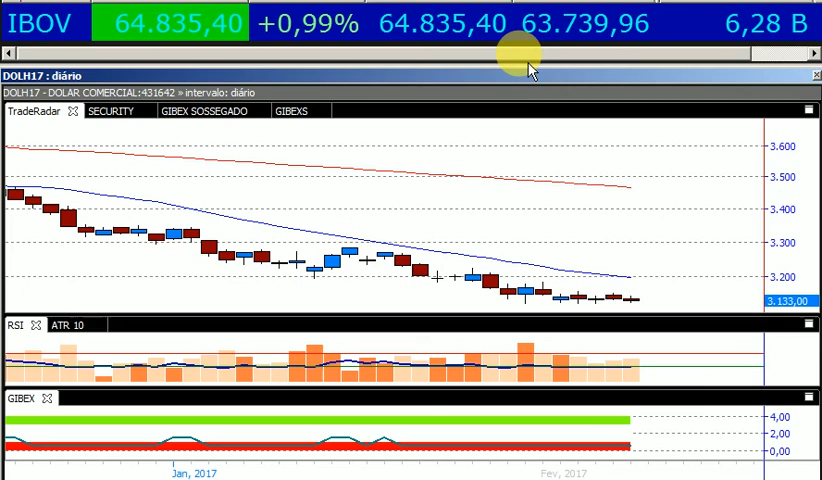 IBOV 64.835,40 +0,99% 64.835,40 63.739,96 6,28 B
DOLH17 : diário
DOLH17 - DOLAR COMERCIAL:431642 » intervalo: diário
TradeRadar SECURITY GIBEX SOSSEGADO GIBEXS
3.600
3.500
3.400
3.300
3.200
3.133,00
RSI ATR 10
GIBEX
4,00
2,00
0,00
Jan, 2017 Fev, 2017